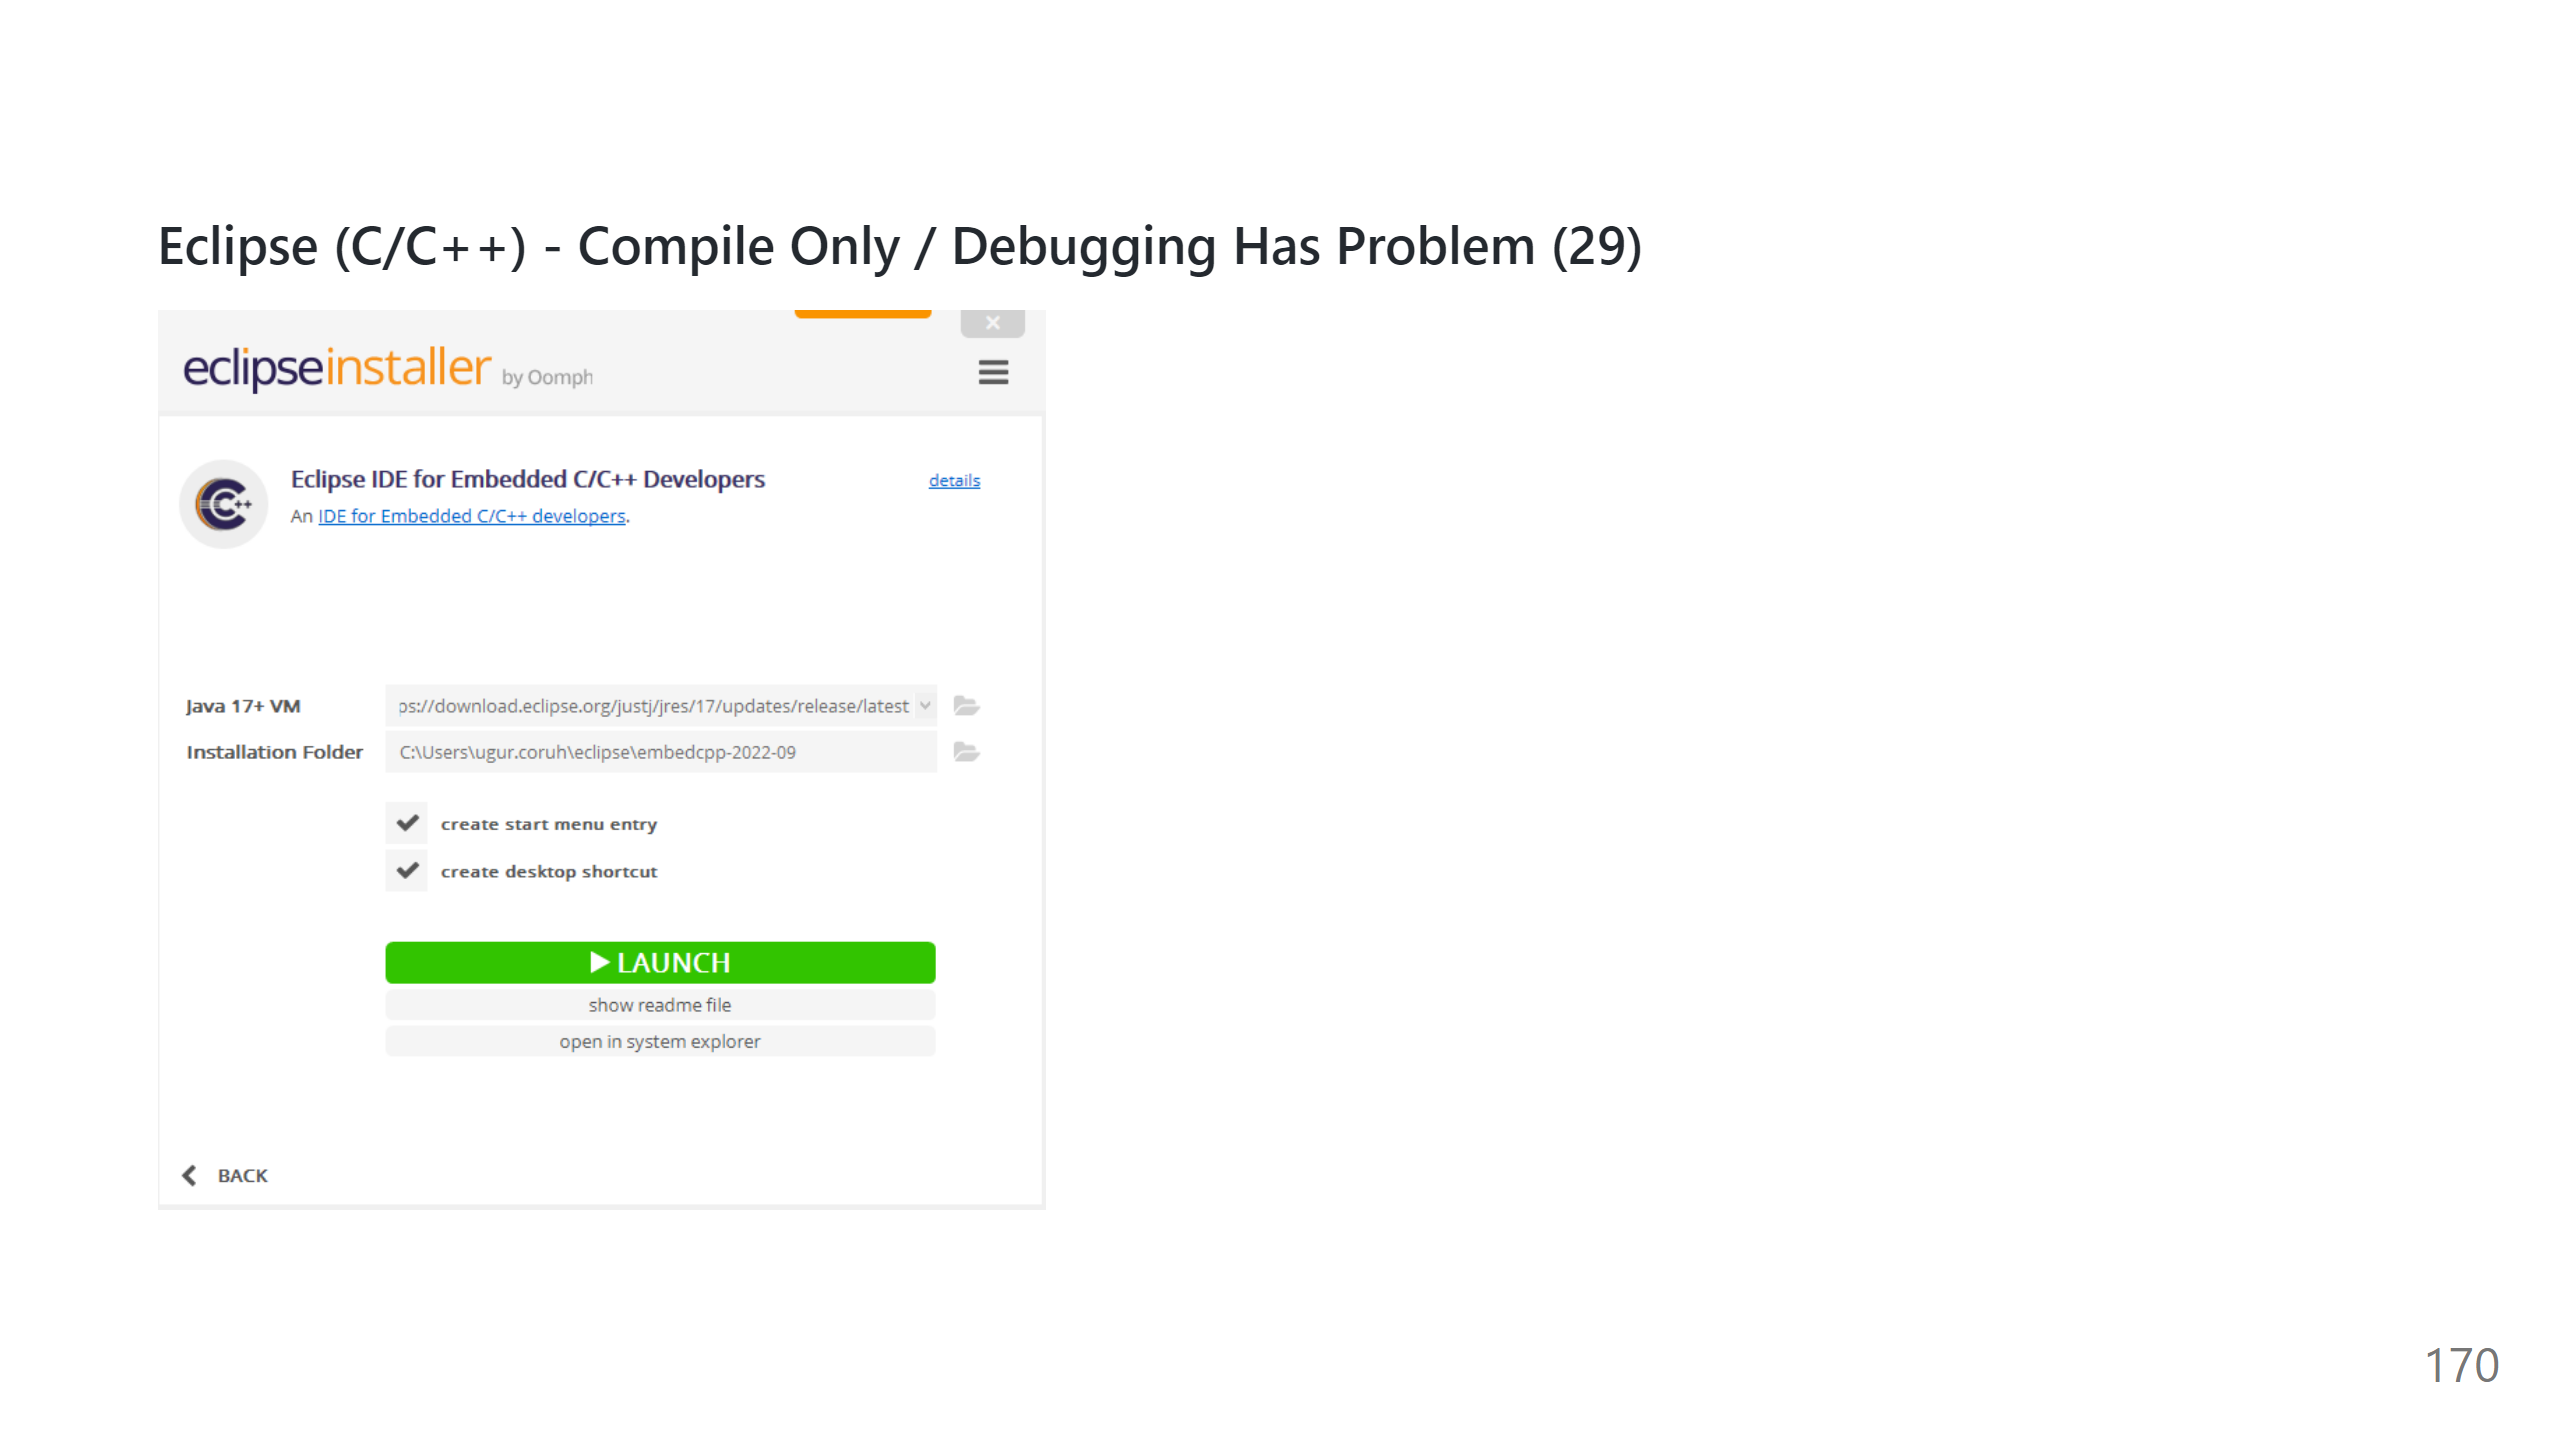 Eclipse (C/C++) - Compile Only / Debugging Has Problem (29)
eclipseinstaller by Oomph
Eclipse IDE for Embedded C/C++ Developers
details
An IDE for Embedded C/C++ developers.
Java 17+ VM
ps://download.eclipse.org/justj/jres/17/updates/release/latest
Installation Folder
C:\Users\ugur.coruh\eclipse\embedcpp-2022-09
create start menu entry
create desktop shortcut
LAUNCH
show readme file
open in system explorer
BACK
170